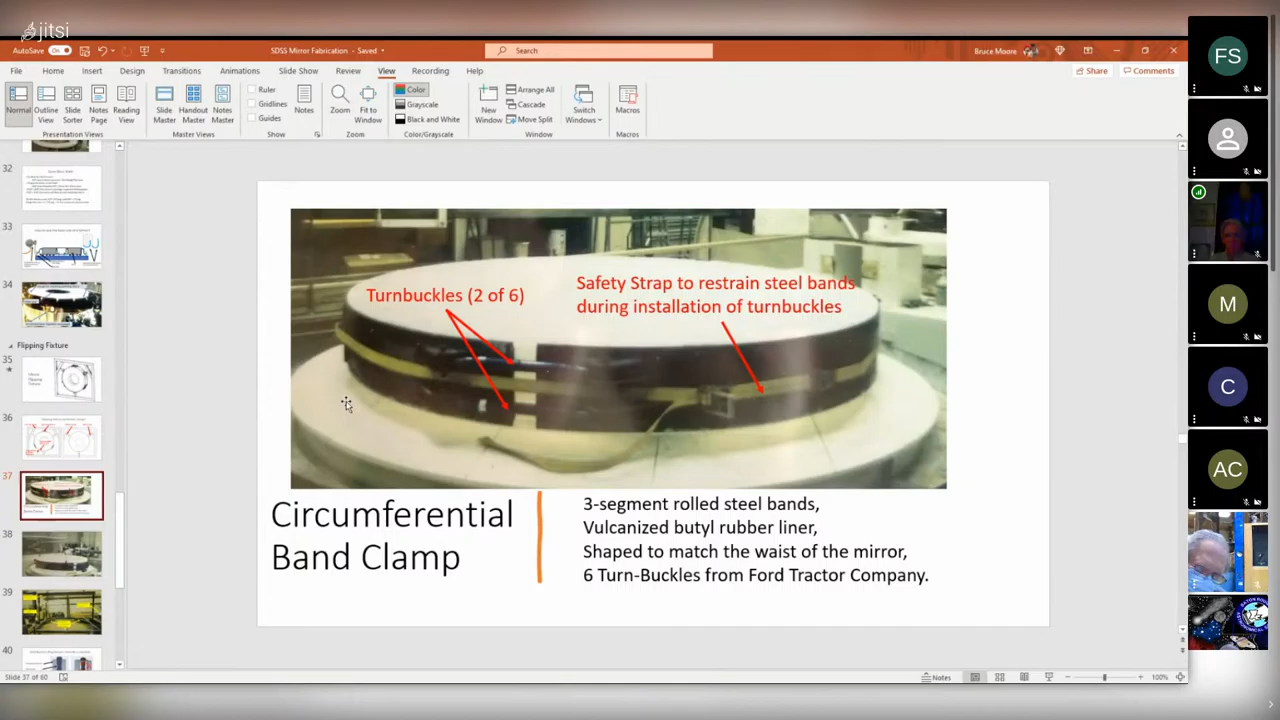 jitsi
AutoSave On
SDSS Mirror Fabrication - Saved
Search
Bruce Moore
File Home Insert Design Transitions Animations Slide Show Review View Recording Help
Share Comments
Normal
Outline View
Slide Sorter
Notes Page
Reading View
Presentation Views
Slide Master
Handout Master
Notes Master
Master Views
Ruler
Gridlines
Guides
Show
Notes
Zoom
Fit to Window
Zoom
Color
Grayscale
Black and White
Color/Grayscale
New Window
Arrange All
Cascade
Move Split
Switch Windows
Window
Macros
Macros
32
33
34
Flipping Fixture
35
36
37
38
39
40
Turnbuckles (2 of 6)
Safety Strap to restrain steel bands
during installation of turnbuckles
Circumferential
Band Clamp
3-segment rolled steel bands,
Vulcanized butyl rubber liner,
Shaped to match the waist of the mirror,
6 Turn-Buckles from Ford Tractor Company.
Slide 37 of 60
Notes
100%
FS
M
C
AC